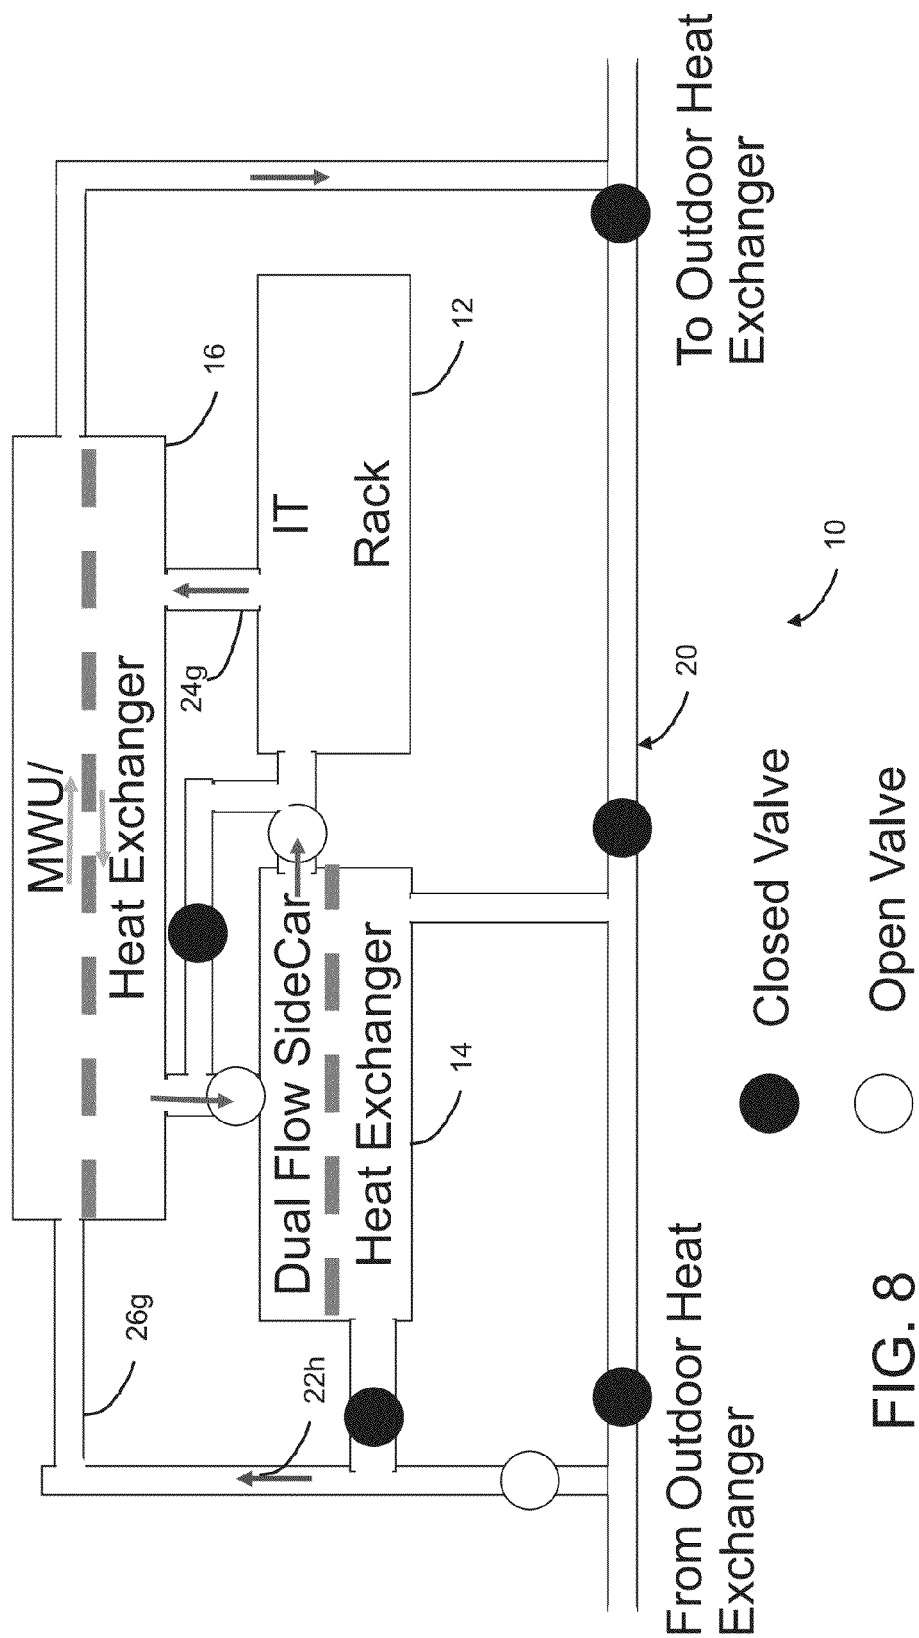 MWU/
Heat Exchanger
16
26g
24g
IT
Rack
12
Dual Flow SideCar
Heat Exchanger
14
22h
20
10
From Outdoor Heat
Exchanger
To Outdoor Heat
Exchanger
Closed Valve
Open Valve
FIG. 8